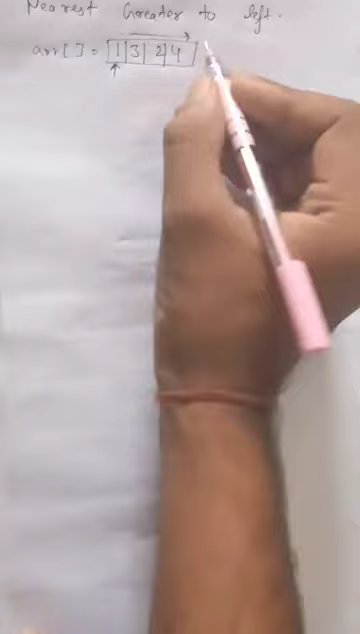 Nearest Greater to left.
arr[] = 1 3 2 4